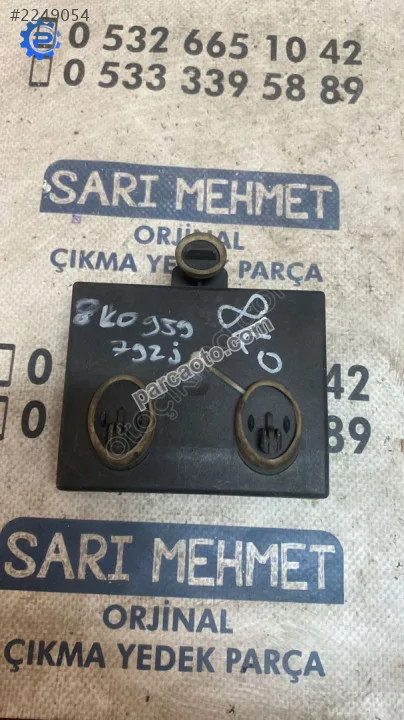 #2249054
0 532 665 10 42
0 533 339 58 89
SARI MEHMET
ORJİNAL
ÇIKMA YEDEK PARÇA
8K0 959
792j
0
parcaoto.com
0
42
89
SARI MEHMET
ORJİNAL
ÇIKMA YEDEK PARÇA